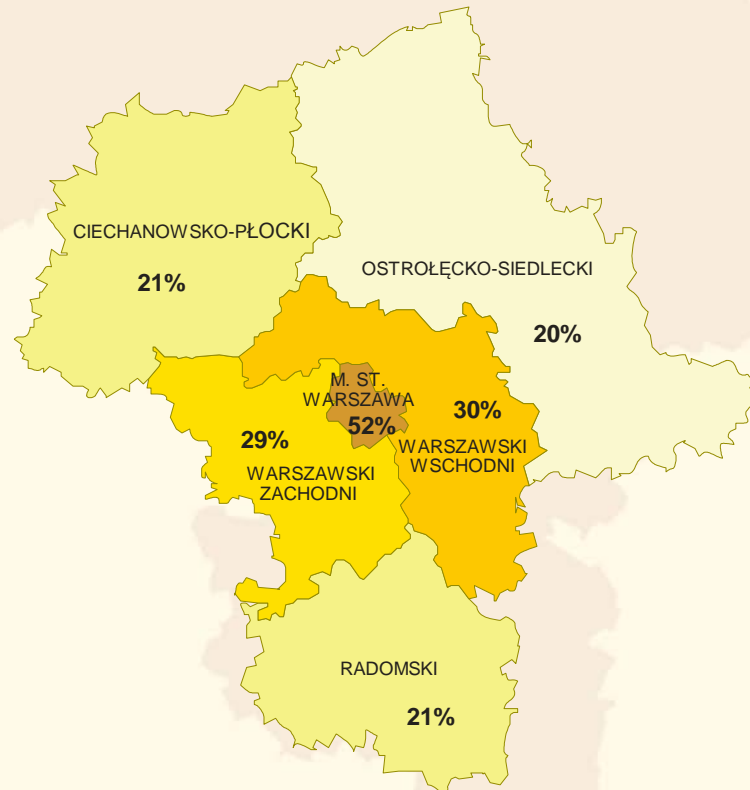 CIECHANOWSKO-PŁOCKI
21%
OSTROŁĘCKO-SIEDLECKI
20%
M. ST.
WARSZAWA
52%
30%
WARSZAWSKI
WSCHODNI
29%
WARSZAWSKI
ZACHODNI
RADOMSKI
21%